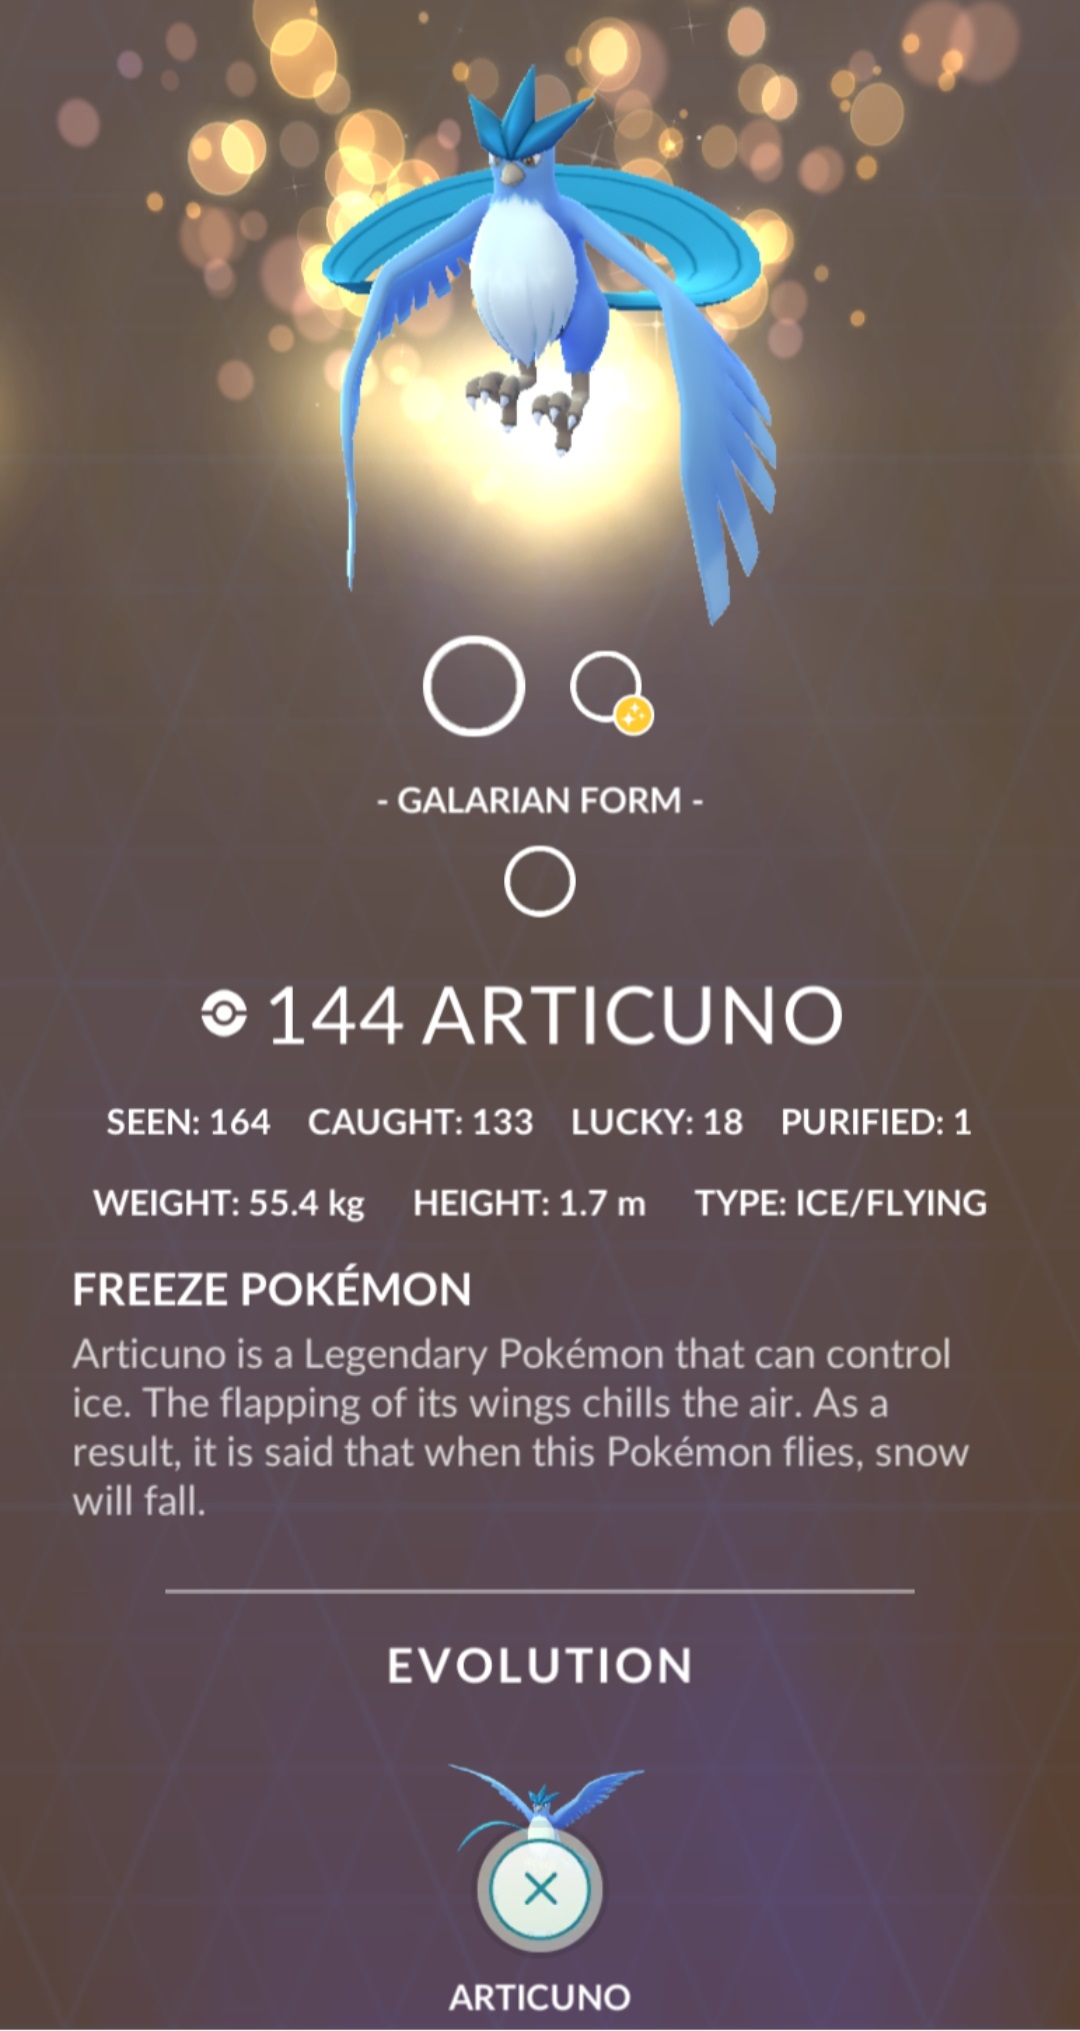 - GALARIAN FORM -
144 ARTICUNO
SEEN: 164 CAUGHT: 133 LUCKY: 18 PURIFIED: 1
WEIGHT: 55.4 kg HEIGHT: 1.7 m TYPE: ICE/FLYING
FREEZE POKÉMON
Articuno is a Legendary Pokémon that can control
ice. The flapping of its wings chills the air. As a
result, it is said that when this Pokémon flies, snow
will fall.
EVOLUTION
ARTICUNO